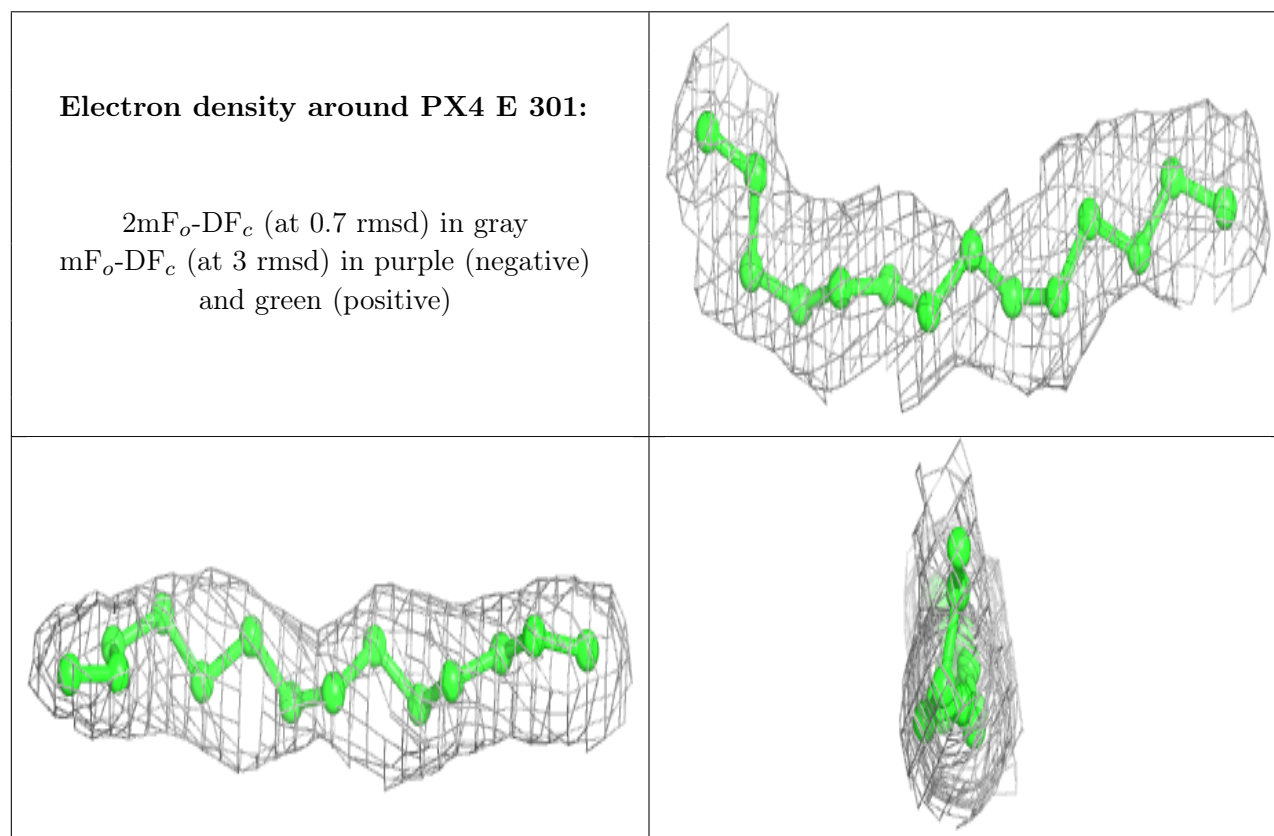 Electron density around PX4 E 301:
2mFo-DFc (at 0.7 rmsd) in gray
mFo-DFc (at 3 rmsd) in purple (negative)
and green (positive)